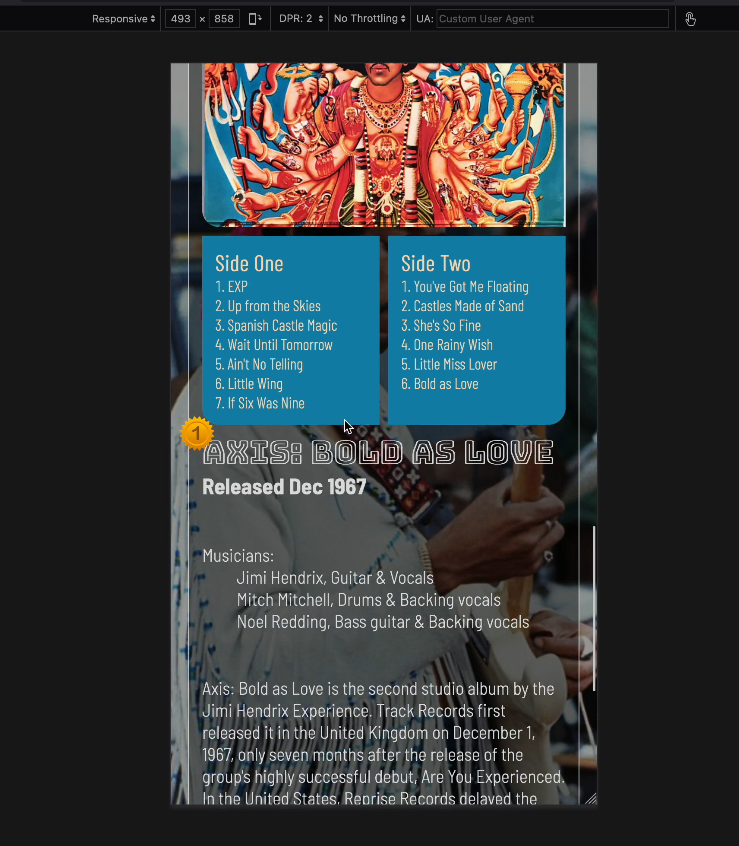 Responsive 493 × 858 DPR: 2 No Throttling UA: Custom User Agent
Side One
1. EXP
2. Up from the Skies
3. Spanish Castle Magic
4. Wait Until Tomorrow
5. Ain't No Telling
6. Little Wing
7. If Six Was Nine
Side Two
1. You've Got Me Floating
2. Castles Made of Sand
3. She's So Fine
4. One Rainy Wish
5. Little Miss Lover
6. Bold as Love
1
AXIS: BOLD AS LOVE
Released Dec 1967
Musicians:
Jimi Hendrix, Guitar & Vocals
Mitch Mitchell, Drums & Backing vocals
Noel Redding, Bass guitar & Backing vocals
Axis: Bold as Love is the second studio album by the
Jimi Hendrix Experience. Track Records first
released it in the United Kingdom on December 1,
1967, only seven months after the release of the
group's highly successful debut, Are You Experienced.
In the United States, Reprise Records delayed the